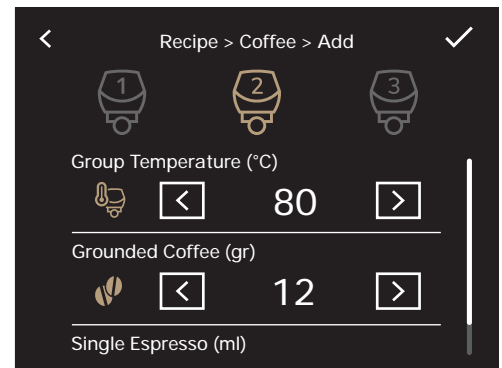 Recipe > Coffee > Add
1 2 3
Group Temperature (°C)
80
Grounded Coffee (gr)
12
Single Espresso (ml)